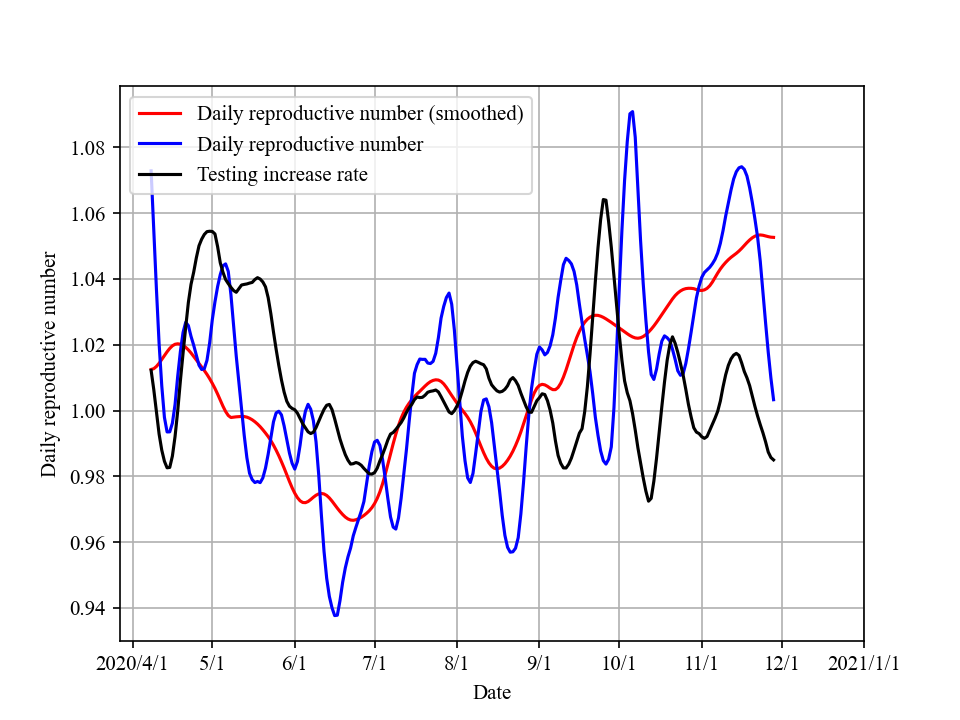 Daily reproductive number (smoothed)
Daily reproductive number
Testing increase rate
1.08
1.06
1.04
1.02
1.00
0.98
0.96
0.94
Daily reproductive number
2020/4/1 5/1 6/1 7/1 8/1 9/1 10/1 11/1 12/1 2021/1/1
Date